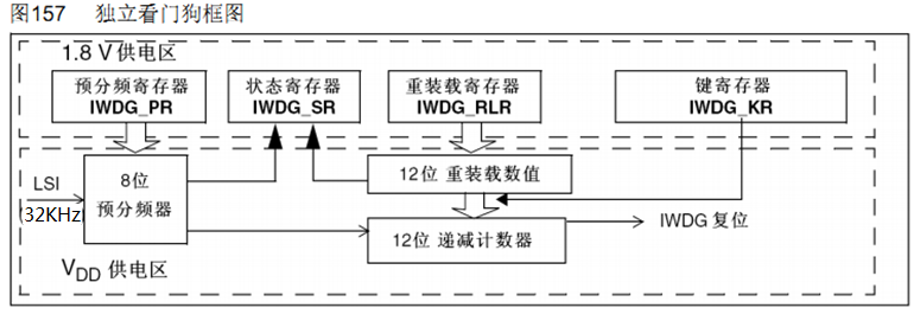 图157 独立看门狗框图
1.8 V 供电区
预分频寄存器
IWDG_PR
状态寄存器
IWDG_SR
重装载寄存器
IWDG_RLR
键寄存器
IWDG_KR
LSI
(32KHz)
8位
预分频器
12位 重装载数值
12位 递减计数器
IWDG 复位
VDD 供电区